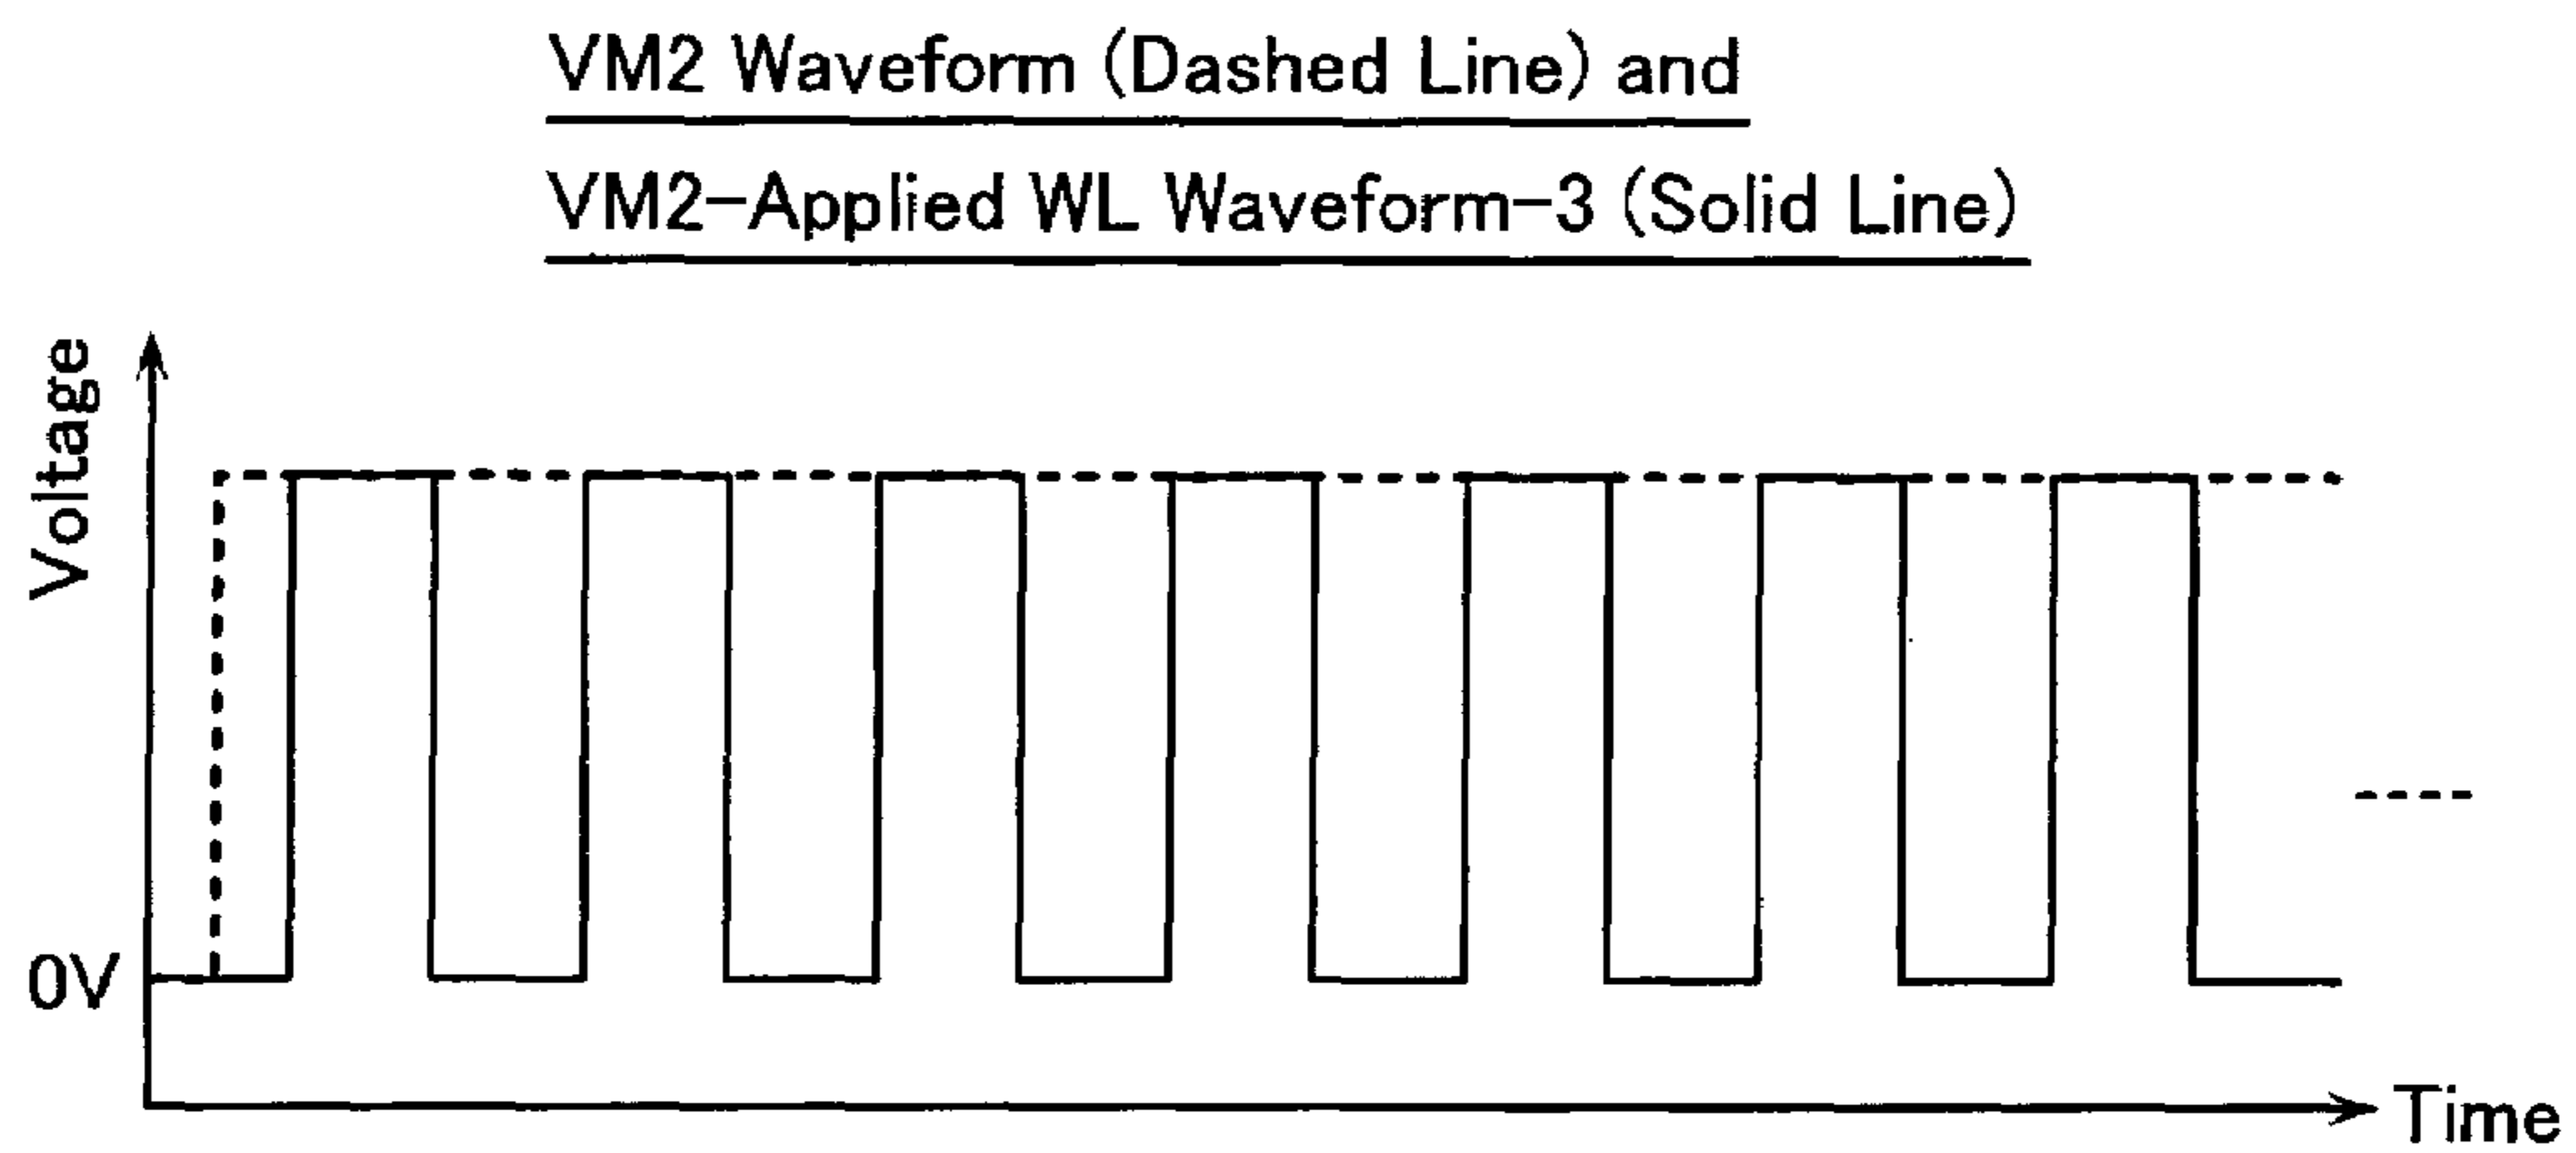 VM2 Waveform (Dashed Line) and
VM2-Applied WL Waveform-3 (Solid Line)
Voltage
0V
Time